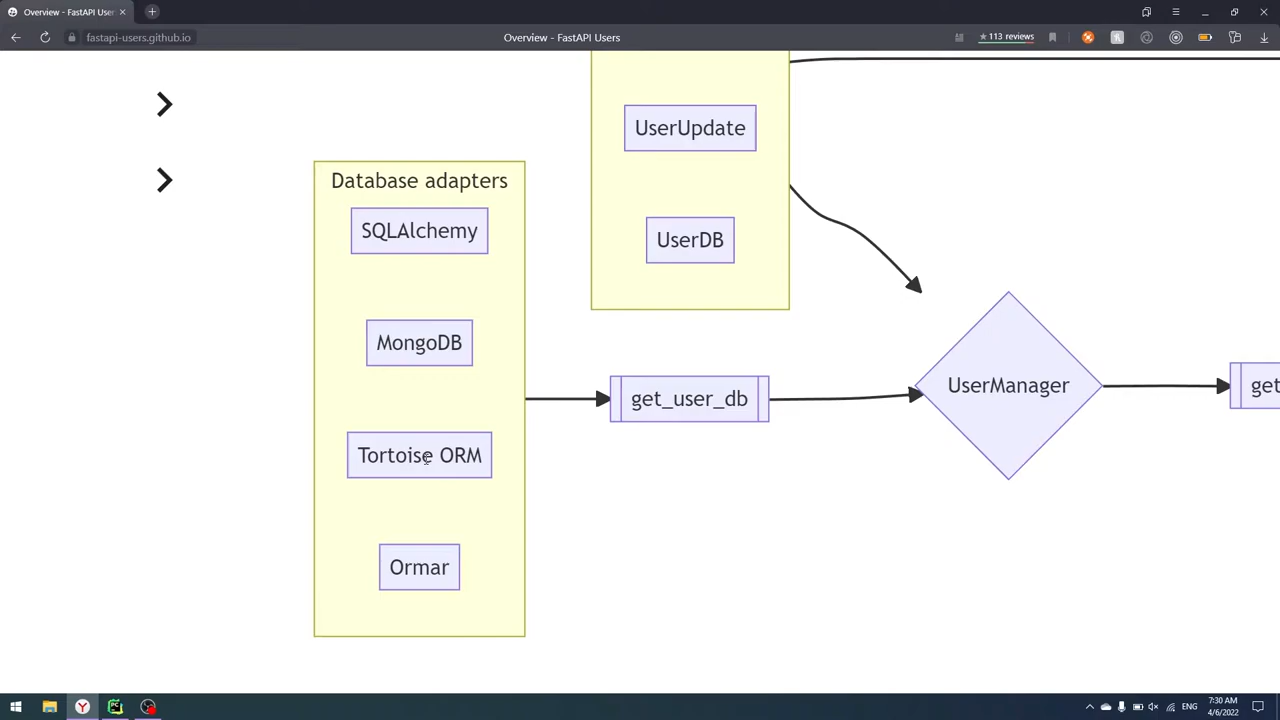 Overview - FastAPI Users
fastapi-users.github.io
Overview - FastAPI Users
★ 113 reviews
UserUpdate
Database adapters
SQLAlchemy
UserDB
MongoDB
get_user_db
UserManager
get
Tortoise ORM
Ormar
ENG
7:30 AM
4/6/2022